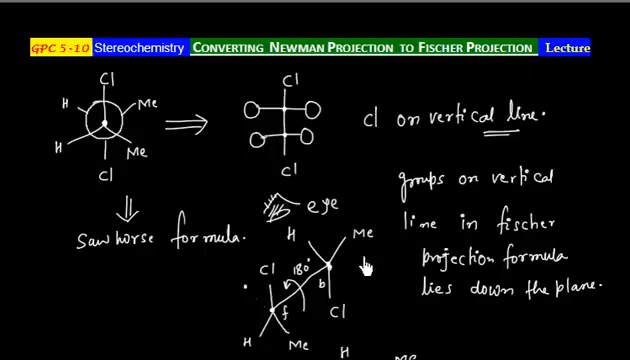 GPC 5-10 Stereochemistry CONVERTING NEWMAN PROJECTION TO FISCHER PROJECTION Lecture
Cl Cl
H Me
H Me
Cl Cl
Cl on vertical line.
groups on vertical
line in fischer
projection formula
lies down the plane.
eye
Sawhorse formula.
H Me
Cl 180° b
f Cl
H Me
H Me